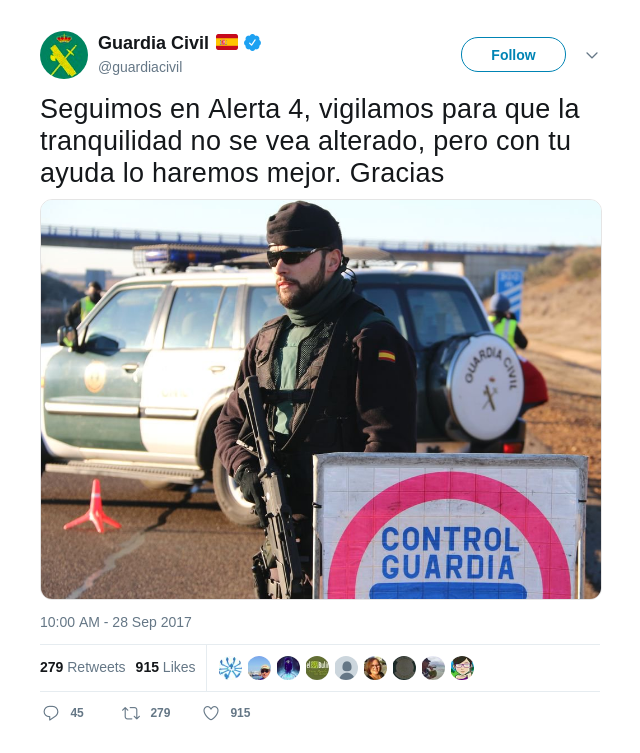 Guardia Civil
@guardiacivil
Follow
Seguimos en Alerta 4, vigilamos para que la
tranquilidad no se vea alterado, pero con tu
ayuda lo haremos mejor. Gracias
GUARDIA CIVIL
CONTROL
GUARDIA
10:00 AM - 28 Sep 2017
279 Retweets 915 Likes
45 279 915